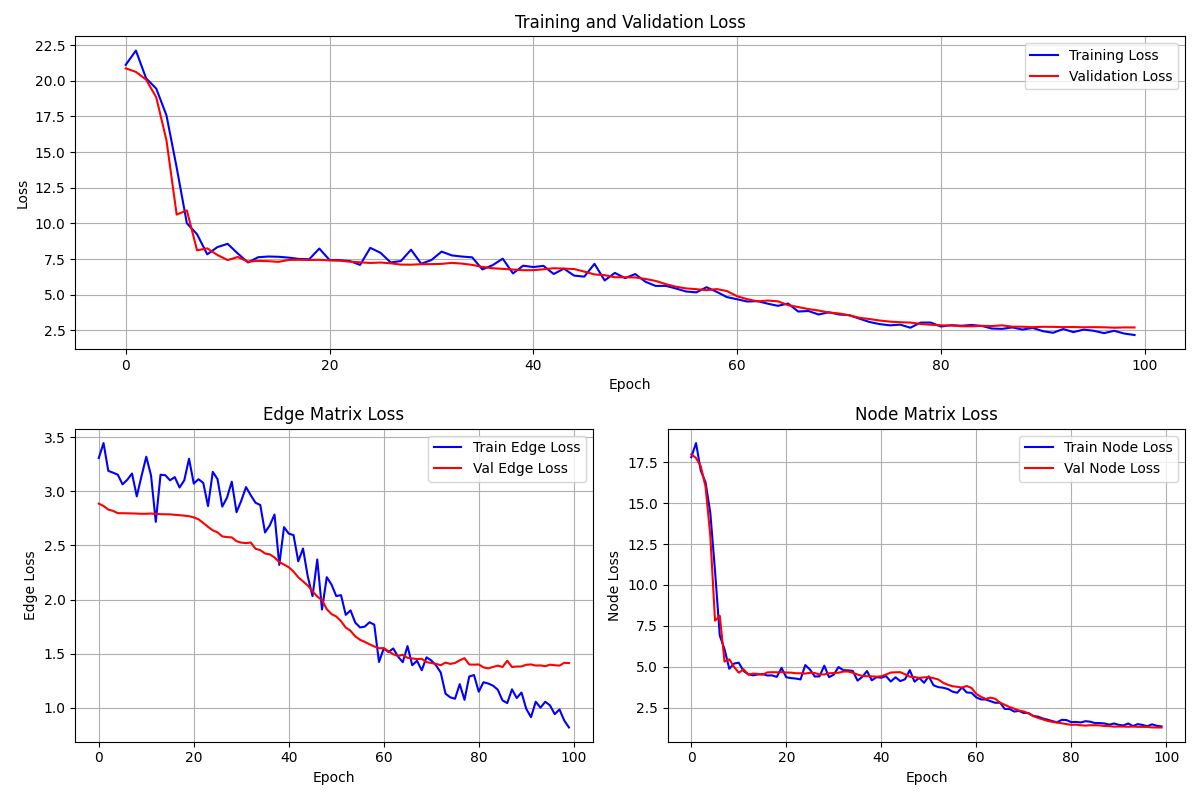 Training and Validation Loss
Loss
22.5
20.0
17.5
15.0
12.5
10.0
7.5
5.0
2.5
Training Loss
Validation Loss
0 20 40 60 80 100
Epoch
Edge Matrix Loss
Edge Loss
3.5
3.0
2.5
2.0
1.5
1.0
Train Edge Loss
Val Edge Loss
0 20 40 60 80 100
Epoch
Node Matrix Loss
Node Loss
17.5
15.0
12.5
10.0
7.5
5.0
2.5
Train Node Loss
Val Node Loss
0 20 40 60 80 100
Epoch